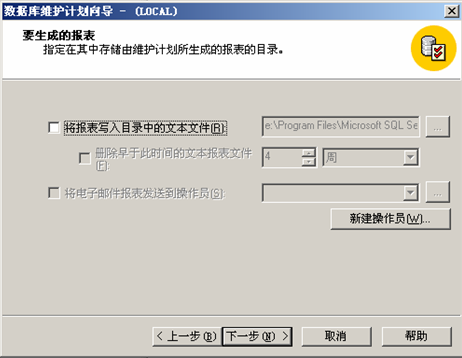 数据库维护计划向导 - (LOCAL)
要生成的报表
指定在其中存储由维护计划所生成的报表的目录。
将报表写入目录中的文本文件(R):
e:\Program Files\Microsoft SQL Se
...
删除早于此时间的文本报表文件
(F):
4
周
将电子邮件报表发送到操作员(S):
...
新建操作员(W)...
< 上一步(B)
下一步(N) >
取消
帮助